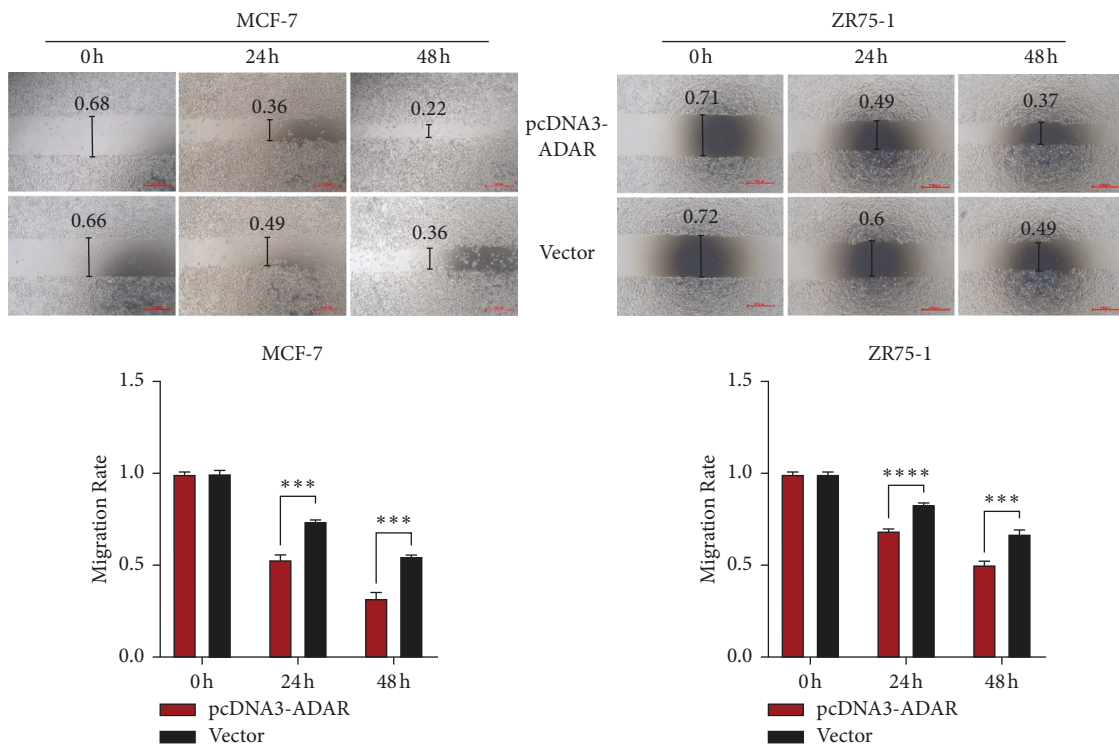 MCF-7
0h 24h 48h
0.68 0.36 0.22
pcDNA3-
ADAR
0.66 0.49 0.36
Vector
ZR75-1
0h 24h 48h
0.71 0.49 0.37
0.72 0.6 0.49
MCF-7
1.5
1.0
0.5
0.0
Migration Rate
***
***
0h 24h 48h
pcDNA3-ADAR
Vector
ZR75-1
1.5
1.0
0.5
0.0
Migration Rate
****
***
0h 24h 48h
pcDNA3-ADAR
Vector